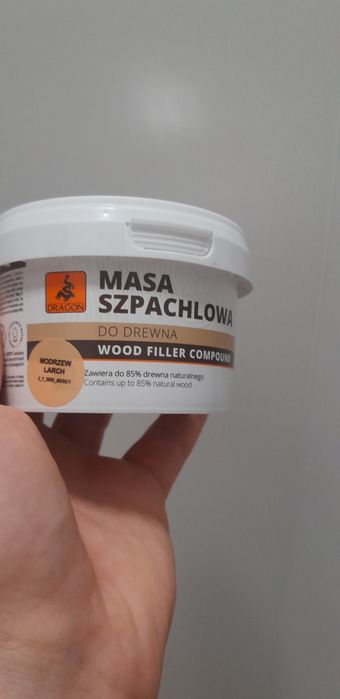 DRAGON
MASA
SZPACHLOWA
DO DREWNA
WOOD FILLER COMPOUND
MODRZEW
LARCH
Zawiera do 85% drewna naturalnego
Contains up to 85% natural wood